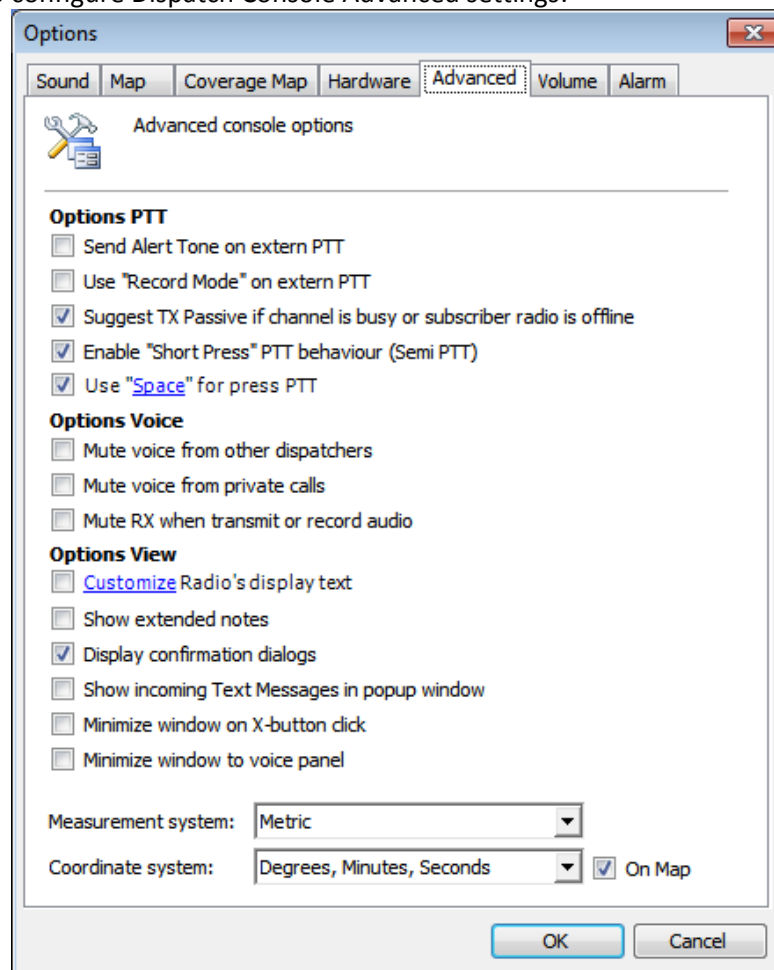 configure Dispatch Console Advanced settings:
Options
Sound Map Coverage Map Hardware Advanced Volume Alarm
Advanced console options
Options PTT
Send Alert Tone on extern PTT
Use "Record Mode" on extern PTT
Suggest TX Passive if channel is busy or subscriber radio is offline
Enable "Short Press" PTT behaviour (Semi PTT)
Use "Space" for press PTT
Options Voice
Mute voice from other dispatchers
Mute voice from private calls
Mute RX when transmit or record audio
Options View
Customize Radio's display text
Show extended notes
Display confirmation dialogs
Show incoming Text Messages in popup window
Minimize window on X-button click
Minimize window to voice panel
Measurement system: Metric
Coordinate system: Degrees, Minutes, Seconds On Map
OK Cancel